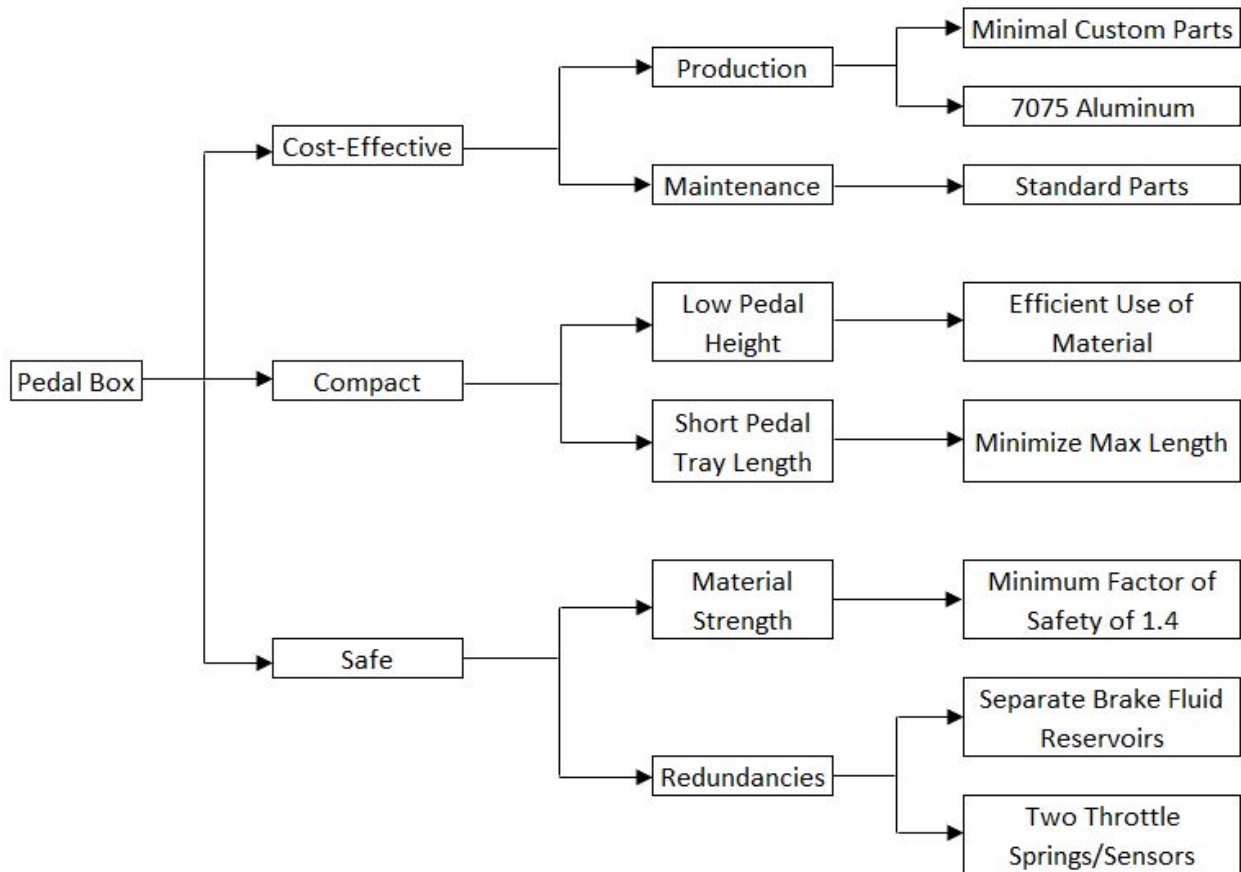 Minimal Custom Parts
Production
7075 Aluminum
Cost-Effective
Maintenance
Standard Parts
Low Pedal
Height
Efficient Use of
Material
Pedal Box
Compact
Short Pedal
Tray Length
Minimize Max Length
Material
Strength
Minimum Factor of
Safety of 1.4
Safe
Separate Brake Fluid
Reservoirs
Redundancies
Two Throttle
Springs/Sensors